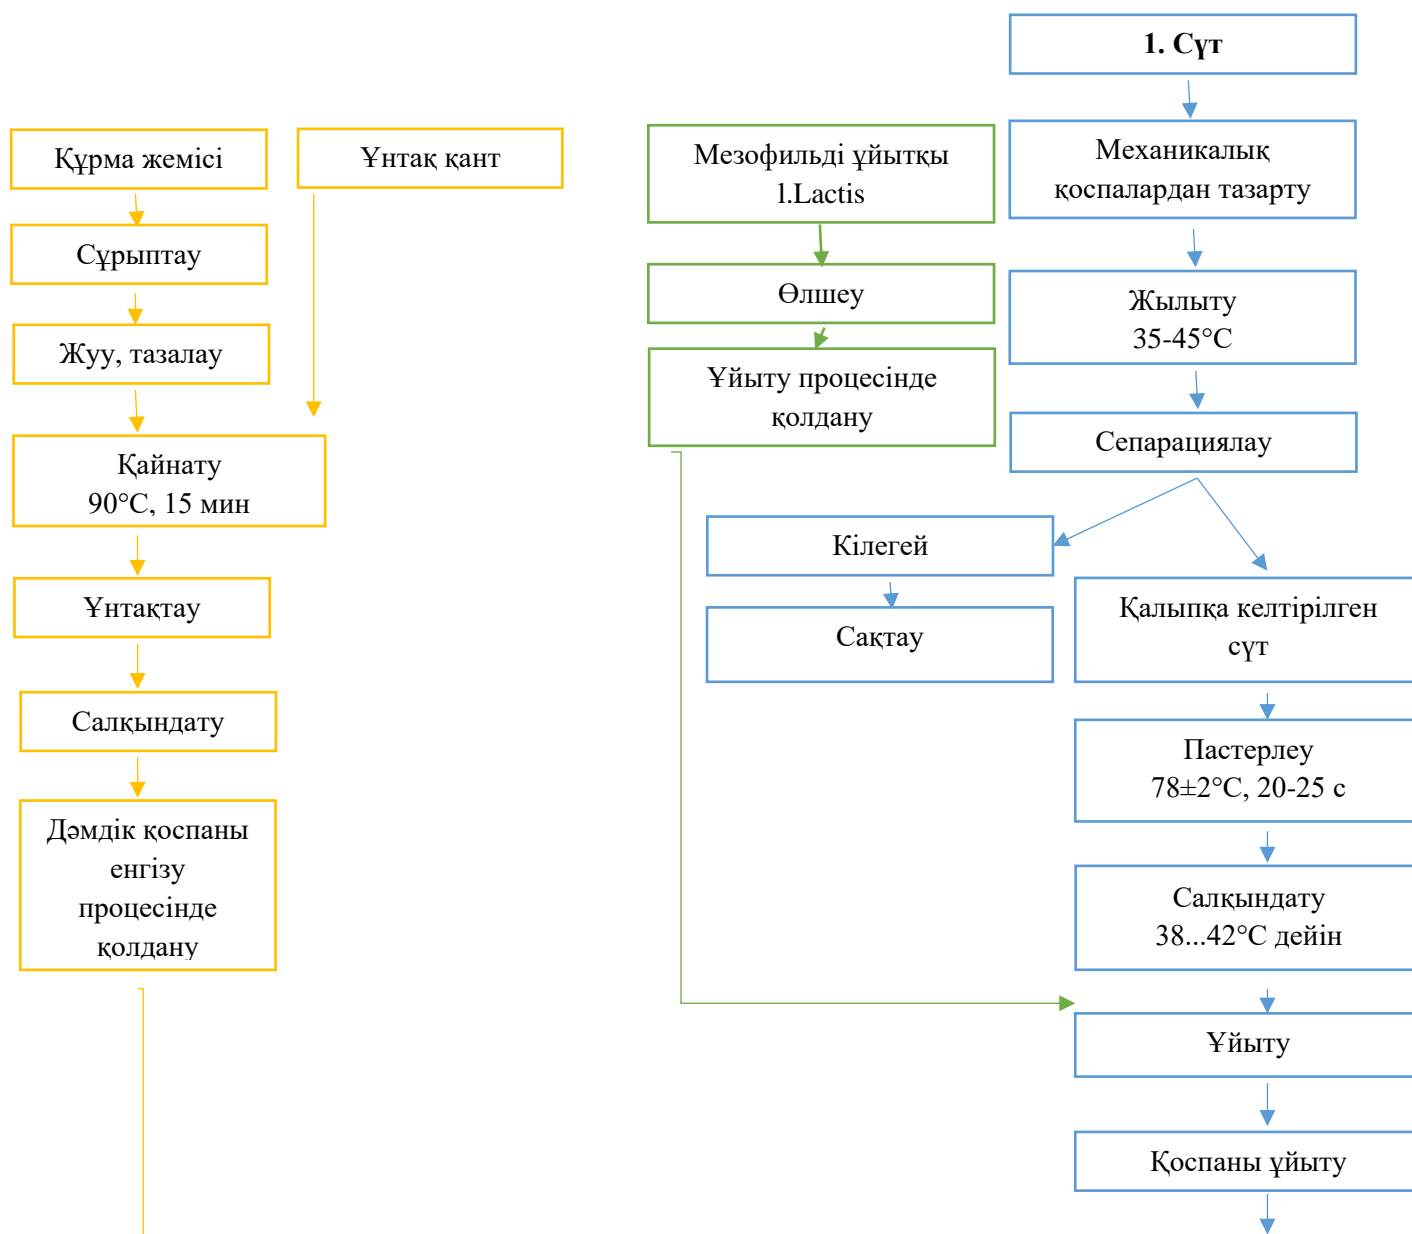 1. Сүт
Құрма жемісі
Ұнтақ қант
Мезофильді ұйытқы
l.Lactis
Механикалық
қоспалардан тазарту
Сұрыптау
Өлшеу
Жылыту
35-45°С
Жуу, тазалау
Ұйыту процесінде
қолдану
Сепарациялау
Қайнату
90°С, 15 мин
Кілегей
Ұнтақтау
Сақтау
Қалыпқа келтірілген
сүт
Салқындату
Пастерлеу
78±2°С, 20-25 с
Дәмдік қоспаны
енгізу
процесінде
қолдану
Салқындату
38...42°С дейін
Ұйыту
Қоспаны ұйыту